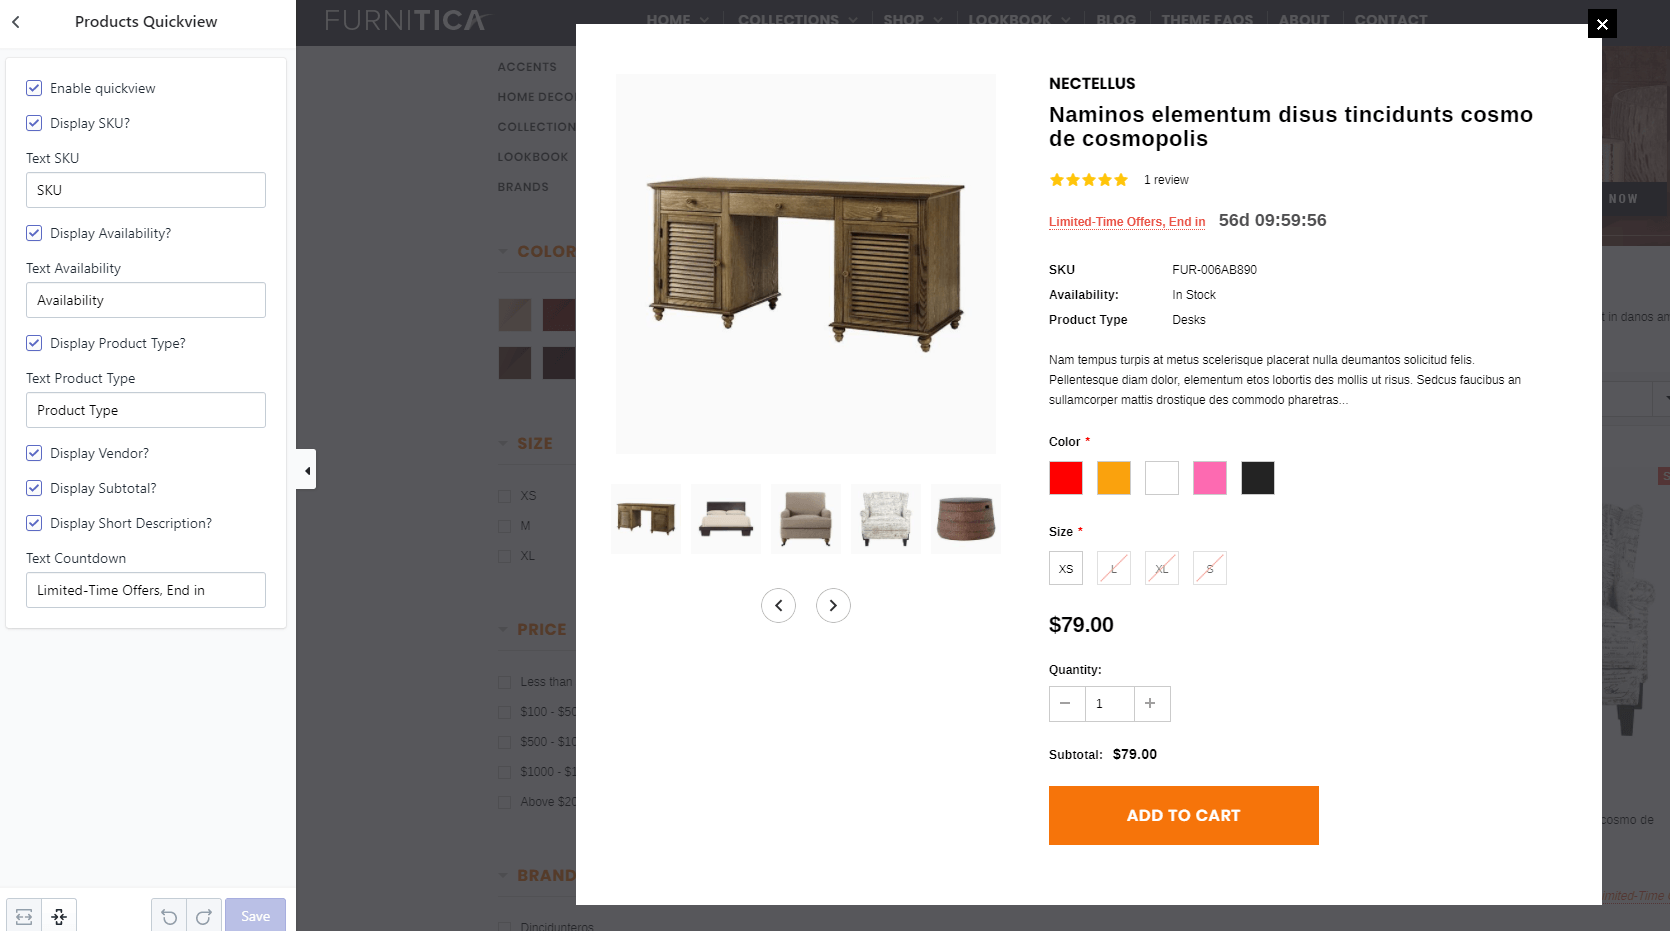 Products Quickview
Enable quickview
Display SKU?
Text SKU
SKU
Display Availability?
Text Availability
Availability
Display Product Type?
Text Product Type
Product Type
Display Vendor?
Display Subtotal?
Display Short Description?
Text Countdown
Limited-Time Offers, End in
Save
FURNITICA
HOME COLLECTIONS SHOP LOOKBOOK BLOG THEME FAQS ABOUT CONTACT
ACCENTS
HOME DECO
COLLECTION
LOOKBOOK
BRANDS
COLOR
SIZE
XS
M
XL
PRICE
Less than
$100 - $50
$500 - $10
$1000 - $1
Above $20
BRAND
Dincidunteros
NECTELLUS
Naminos elementum disus tincidunts cosmo
de cosmopolis
1 review
Limited-Time Offers, End in 56d 09:59:56
SKU FUR-006AB890
Availability: In Stock
Product Type Desks
Nam tempus turpis at metus scelerisque placerat nulla deumantos solicitud felis.
Pellentesque diam dolor, elementum etos lobortis des mollis ut risus. Sedcus faucibus an
sullamcorper mattis drostique des commodo pharetras...
Color *
Size *
XS L XL S
$79.00
Quantity:
1
Subtotal: $79.00
ADD TO CART
NOW
t in danos am
cosmo de
imited-Time